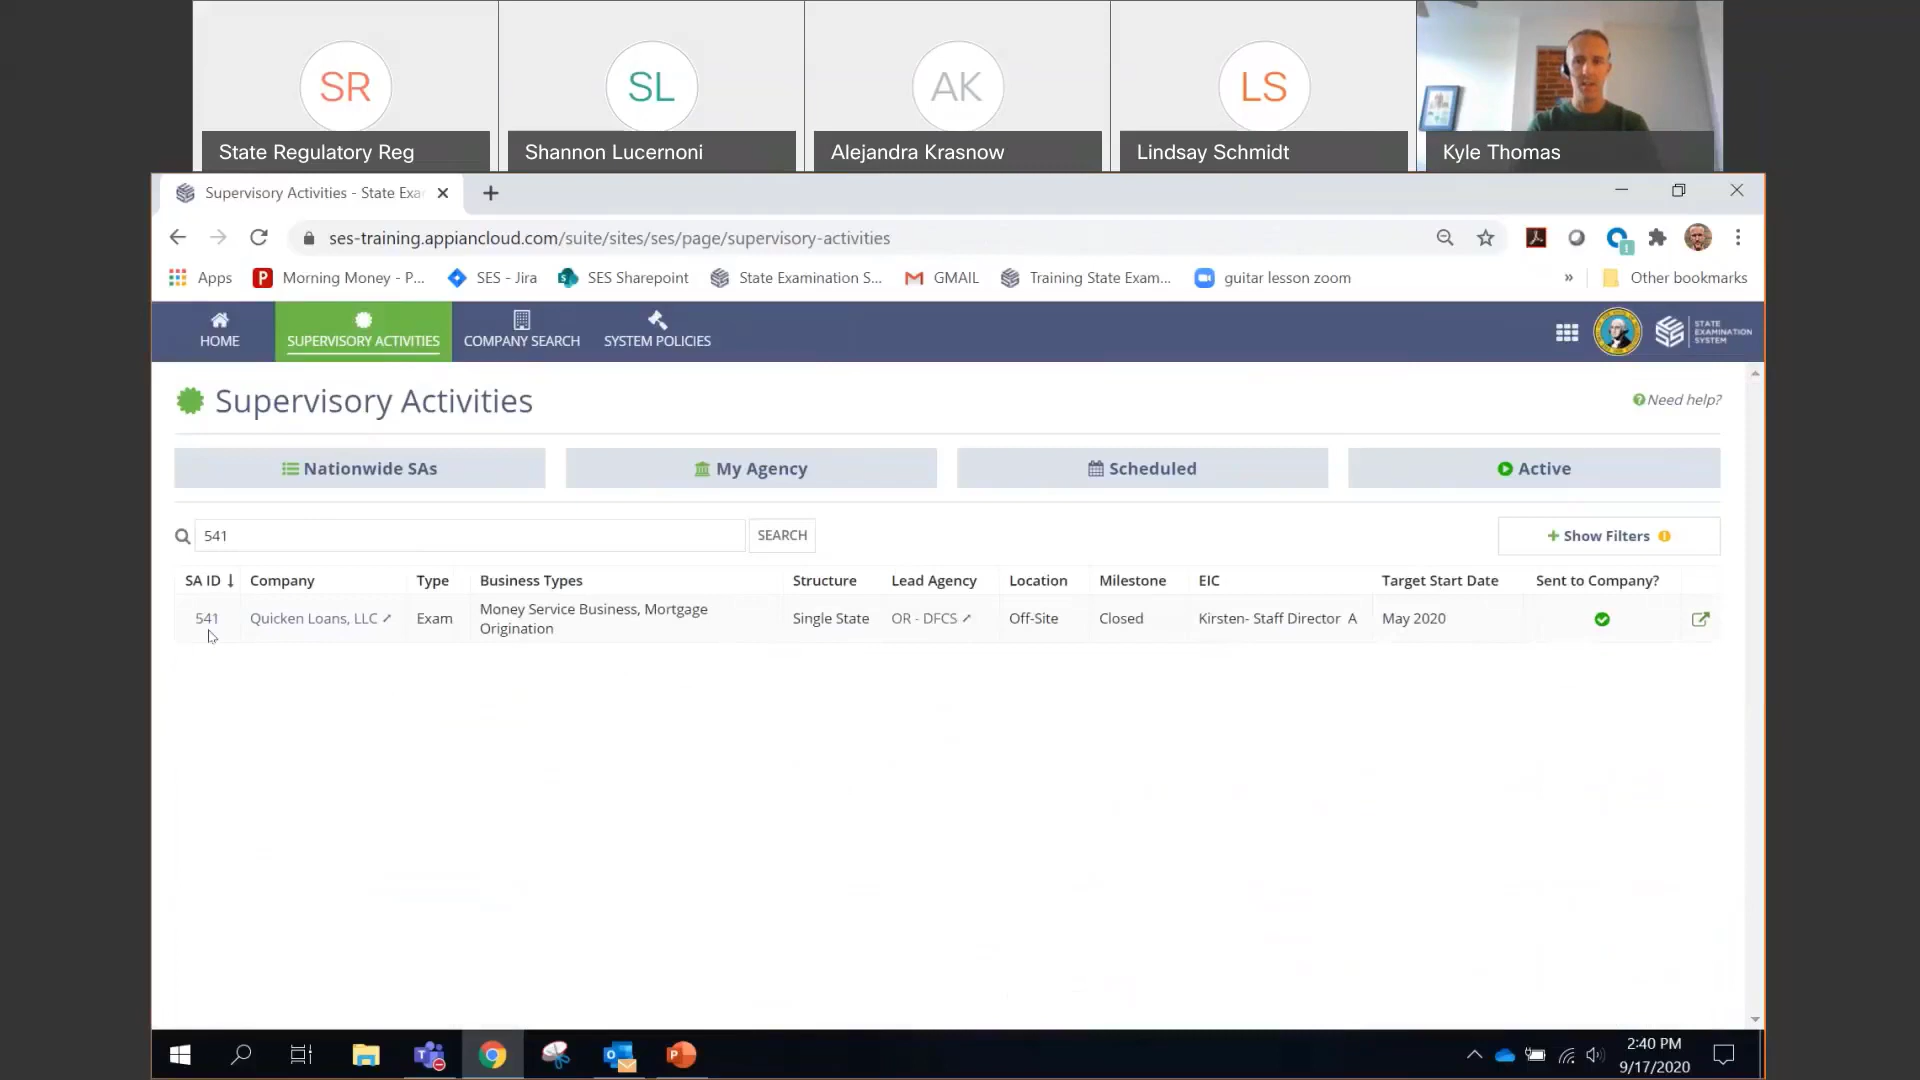 SR
SL
AK
LS
State Regulatory Reg
Shannon Lucernoni
Alejandra Krasnow
Lindsay Schmidt
Kyle Thomas
Supervisory Activities - State Exa
ses-training.appiancloud.com/suite/sites/ses/page/supervisory-activities
Apps
Morning Money - P...
SES - Jira
SES Sharepoint
State Examination S...
GMAIL
Training State Exam...
guitar lesson zoom
»
Other bookmarks
HOME
SUPERVISORY ACTIVITIES
COMPANY SEARCH
SYSTEM POLICIES
STATE
EXAMINATION
SYSTEM
Supervisory Activities
Need help?
Nationwide SAs
My Agency
Scheduled
Active
541
SEARCH
+ Show Filters
SA ID Company Type Business Types Structure Lead Agency Location Milestone EIC Target Start Date Sent to Company?
541 Quicken Loans, LLC Exam Money Service Business, Mortgage Origination Single State OR - DFCS Off-Site Closed Kirsten- Staff Director A May 2020
2:40 PM
9/17/2020